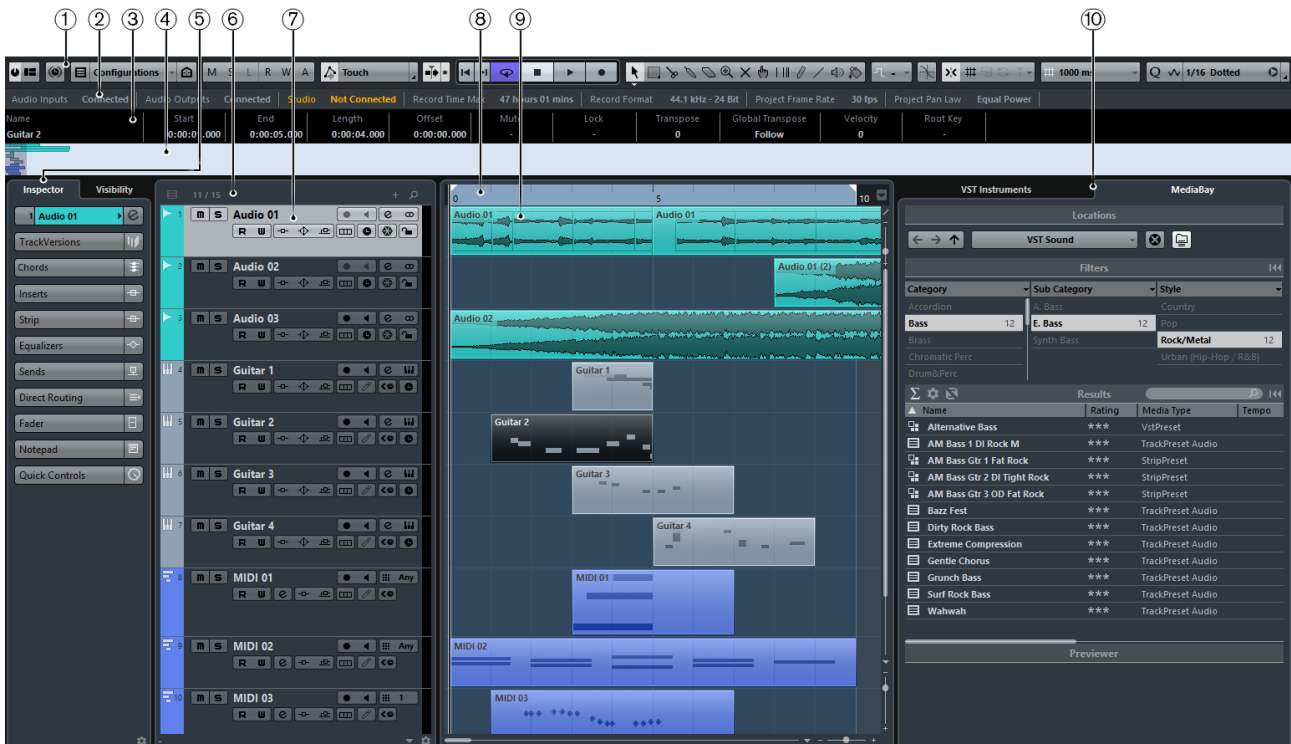 ① ② ③ ④ ⑤ ⑥ ⑦ ⑧ ⑨ ⑩
Configurations M S L R W A Touch 1000 ms Q 1/16 Dotted
Audio Inputs Connected Audio Outputs Connected Studio Not Connected Record Time Max 47 hours 01 mins Record Format 44.1 kHz - 24 Bit Project Frame Rate 30 fps Project Pan Law Equal Power
Name Start End Length Offset Mute Lock Transpose Global Transpose Velocity Root Key
Guitar 2 0:00:01.000 0:00:05.000 0:00:04.000 0:00:00.000 - - 0 Follow 0 -
Inspector Visibility
1 Audio 01
TrackVersions
Chords
Inserts
Strip
Equalizers
Sends
Direct Routing
Fader
Notepad
Quick Controls
11 / 15
1 m S Audio 01 e
R W
2 m S Audio 02 e
R W
3 m S Audio 03 e
R W
4 m S Guitar 1 e
R W
5 m S Guitar 2 e
R W
6 m S Guitar 3 e
R W
7 m S Guitar 4 e
R W
8 m S MIDI 01 Any
R W e
9 m S MIDI 02 Any
R W e
10 m S MIDI 03 1
R W e
0 5 10
Audio 01 Audio 01
Audio 01 (2)
Audio 02
Guitar 1
Guitar 2
Guitar 3
Guitar 4
MIDI 01
MIDI 02
MIDI 03
VST Instruments MediaBay
Locations
VST Sound
Filters
Category Sub Category Style
Accordion A. Bass Country
Bass 12 E. Bass 12 Pop
Brass Synth Bass Rock/Metal 12
Chromatic Perc Urban (Hip-Hop / R&B)
Drum&Perc
Results
Name Rating Media Type Tempo
Alternative Bass *** VstPreset
AM Bass 1 DI Rock M *** TrackPreset Audio
AM Bass Gtr 1 Fat Rock *** StripPreset
AM Bass Gtr 2 DI Tight Rock *** StripPreset
AM Bass Gtr 3 OD Fat Rock *** StripPreset
Bazz Fest *** TrackPreset Audio
Dirty Rock Bass *** TrackPreset Audio
Extreme Compression *** TrackPreset Audio
Gentle Chorus *** TrackPreset Audio
Grunch Bass *** TrackPreset Audio
Surf Rock Bass *** TrackPreset Audio
Wahwah *** TrackPreset Audio
Previewer